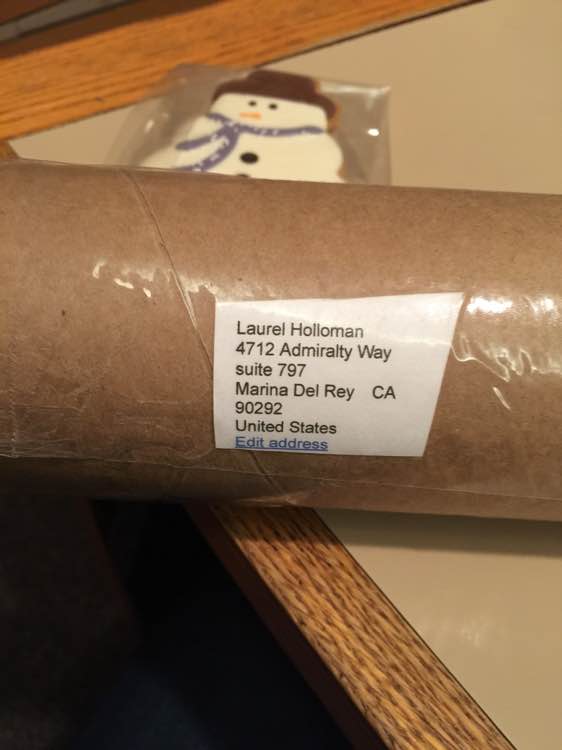 Laurel Holloman
4712 Admiralty Way
suite 797
Marina Del Rey CA
90292
United States
Edit address